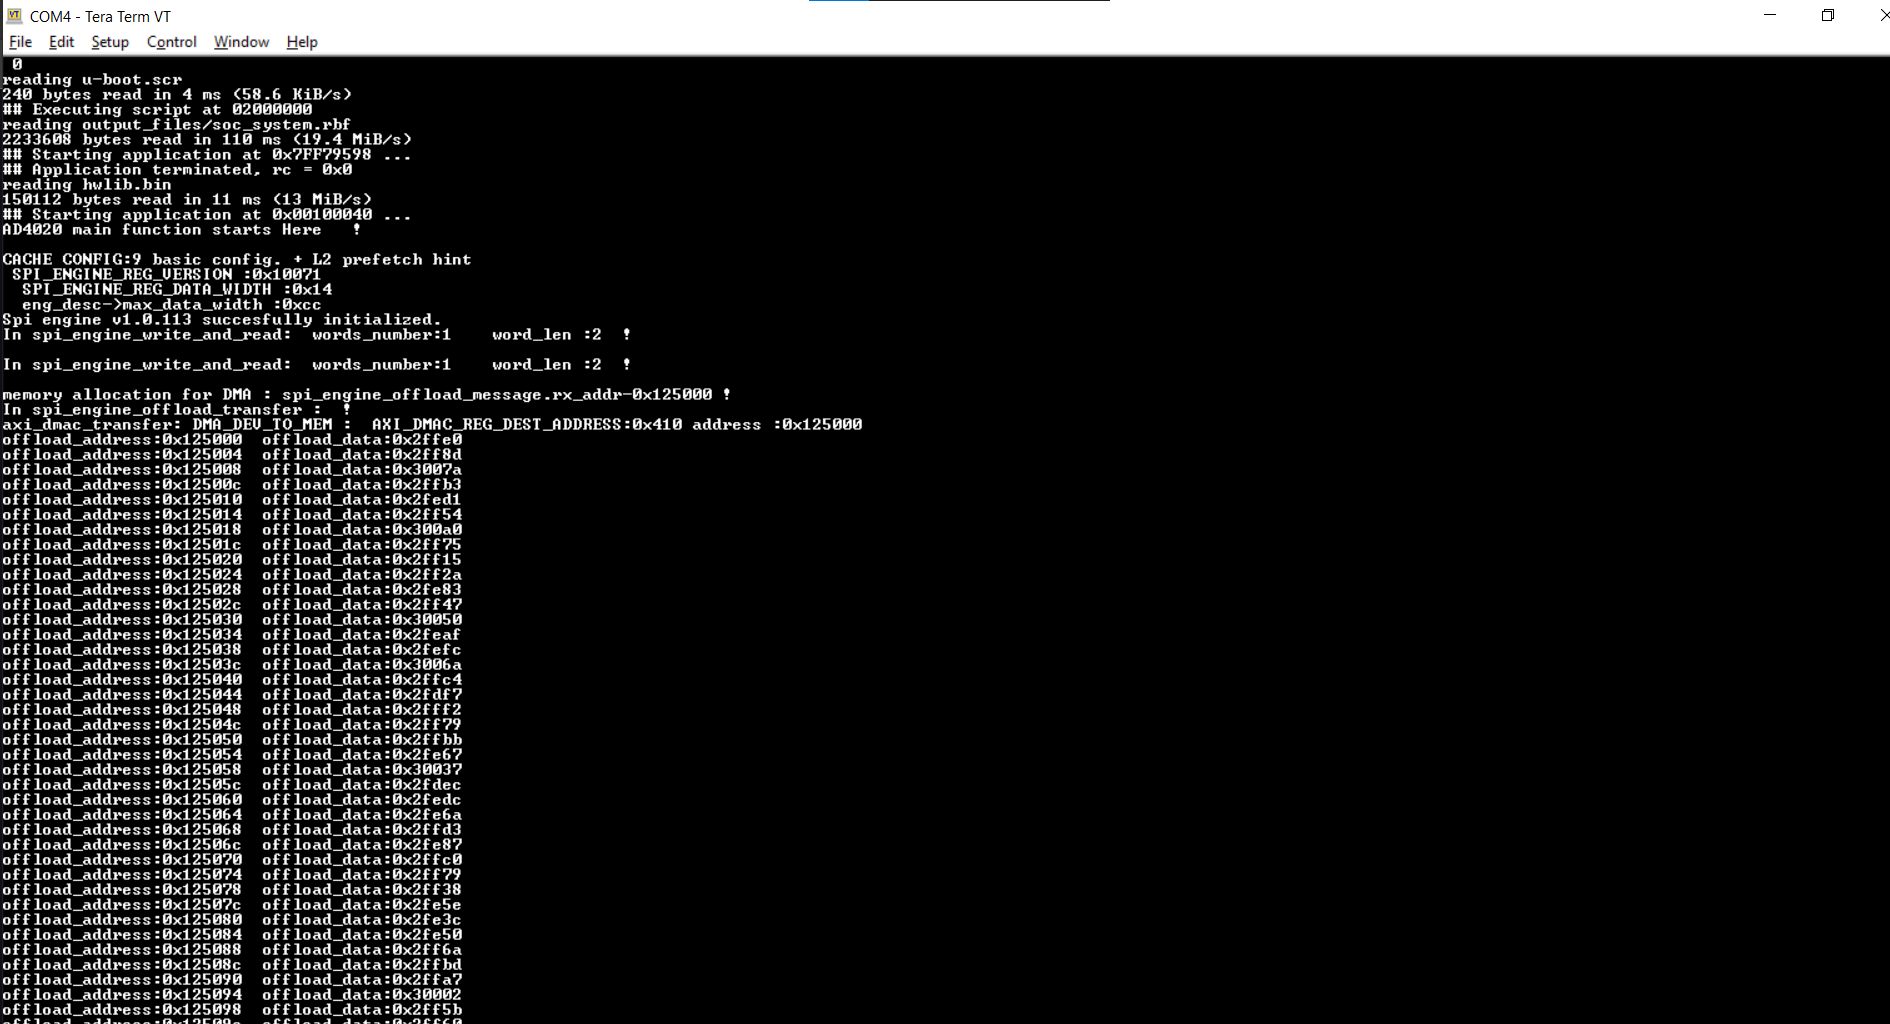 COM4 - Tera Term VT
File Edit Setup Control Window Help
0
reading u-boot.scr
240 bytes read in 4 ms (58.6 KiB/s)
## Executing script at 02000000
reading output_files/soc_system.rbf
2233608 bytes read in 110 ms (19.4 MiB/s)
## Starting application at 0x7FF79598 ...
## Application terminated, rc = 0x0
reading hwlib.bin
150112 bytes read in 11 ms (13 MiB/s)
## Starting application at 0x00100040 ...
AD4020 main function starts Here   !
CACHE CONFIG:9 basic config. + L2 prefetch hint
SPI_ENGINE_REG_VERSION :0x10071
SPI_ENGINE_REG_DATA_WIDTH :0x14
eng_desc->max_data_width :0xcc
Spi engine v1.0.113 succesfully initialized.
In spi_engine_write_and_read:  words_number:1    word_len :2  !
In spi_engine_write_and_read:  words_number:1    word_len :2  !
memory allocation for DMA : spi_engine_offload_message.rx_addr-0x125000 !
In spi_engine_offload_transfer :  !
axi_dmac_transfer: DMA_DEV_TO_MEM :  AXI_DMAC_REG_DEST_ADDRESS:0x410 address :0x125000
offload_address:0x125000  offload_data:0x2ffe0
offload_address:0x125004  offload_data:0x2ff8d
offload_address:0x125008  offload_data:0x3007a
offload_address:0x12500c  offload_data:0x2ffb3
offload_address:0x125010  offload_data:0x2fed1
offload_address:0x125014  offload_data:0x2ff54
offload_address:0x125018  offload_data:0x300a0
offload_address:0x12501c  offload_data:0x2ff75
offload_address:0x125020  offload_data:0x2ff15
offload_address:0x125024  offload_data:0x2ff2a
offload_address:0x125028  offload_data:0x2fe83
offload_address:0x12502c  offload_data:0x2ff47
offload_address:0x125030  offload_data:0x30050
offload_address:0x125034  offload_data:0x2feaf
offload_address:0x125038  offload_data:0x2fefc
offload_address:0x12503c  offload_data:0x3006a
offload_address:0x125040  offload_data:0x2ffc4
offload_address:0x125044  offload_data:0x2fdf7
offload_address:0x125048  offload_data:0x2fff2
offload_address:0x12504c  offload_data:0x2ff79
offload_address:0x125050  offload_data:0x2ffbb
offload_address:0x125054  offload_data:0x2fe67
offload_address:0x125058  offload_data:0x30037
offload_address:0x12505c  offload_data:0x2fdec
offload_address:0x125060  offload_data:0x2fedc
offload_address:0x125064  offload_data:0x2fe6a
offload_address:0x125068  offload_data:0x2ffd3
offload_address:0x12506c  offload_data:0x2fe87
offload_address:0x125070  offload_data:0x2ffc0
offload_address:0x125074  offload_data:0x2ff79
offload_address:0x125078  offload_data:0x2ff38
offload_address:0x12507c  offload_data:0x2fe5e
offload_address:0x125080  offload_data:0x2fe3c
offload_address:0x125084  offload_data:0x2fe50
offload_address:0x125088  offload_data:0x2ff6a
offload_address:0x12508c  offload_data:0x2ffbd
offload_address:0x125090  offload_data:0x2ffa7
offload_address:0x125094  offload_data:0x30002
offload_address:0x125098  offload_data:0x2ff5b